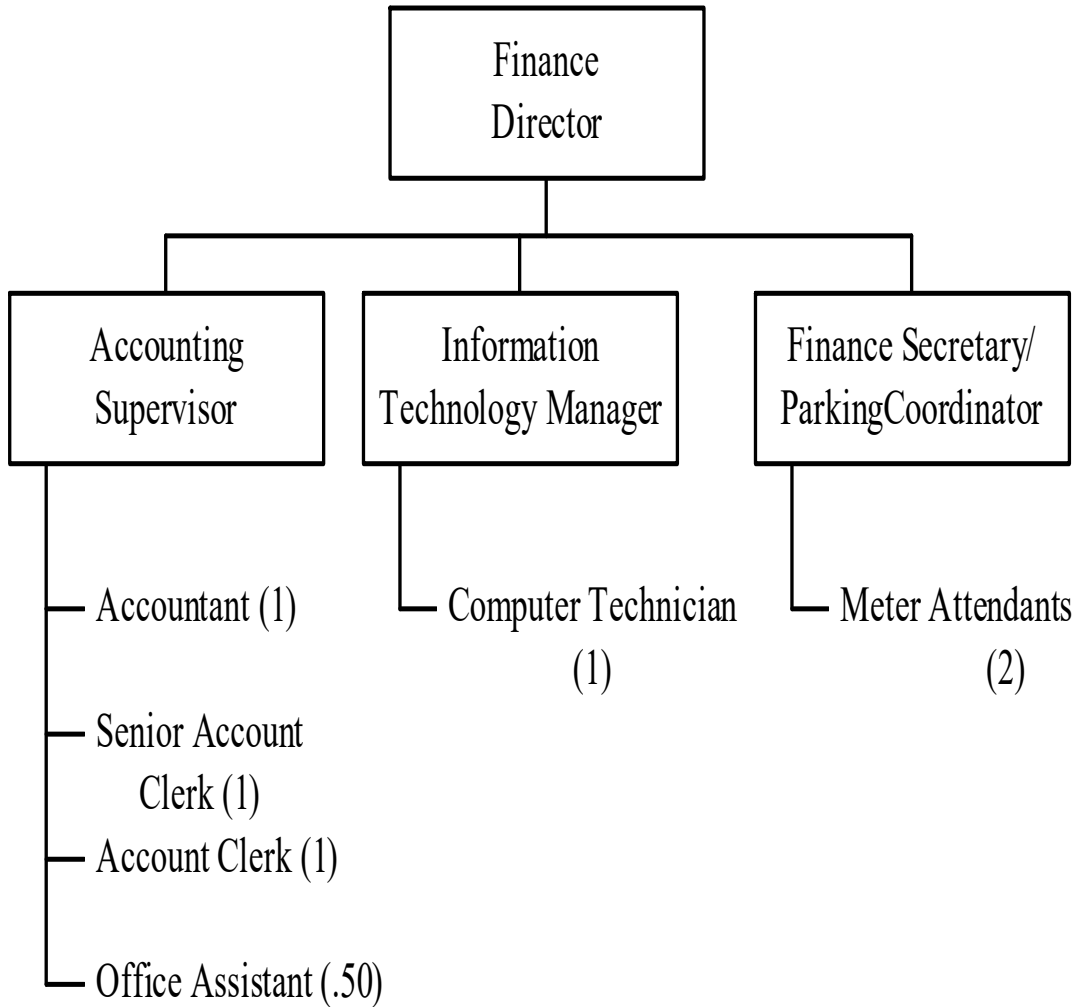 Finance
Director
Accounting
Supervisor
Information
Technology Manager
Finance Secretary/
ParkingCoordinator
Accountant (1)
Senior Account
Clerk (1)
Account Clerk (1)
Office Assistant (.50)
Computer Technician
(1)
Meter Attendants
(2)